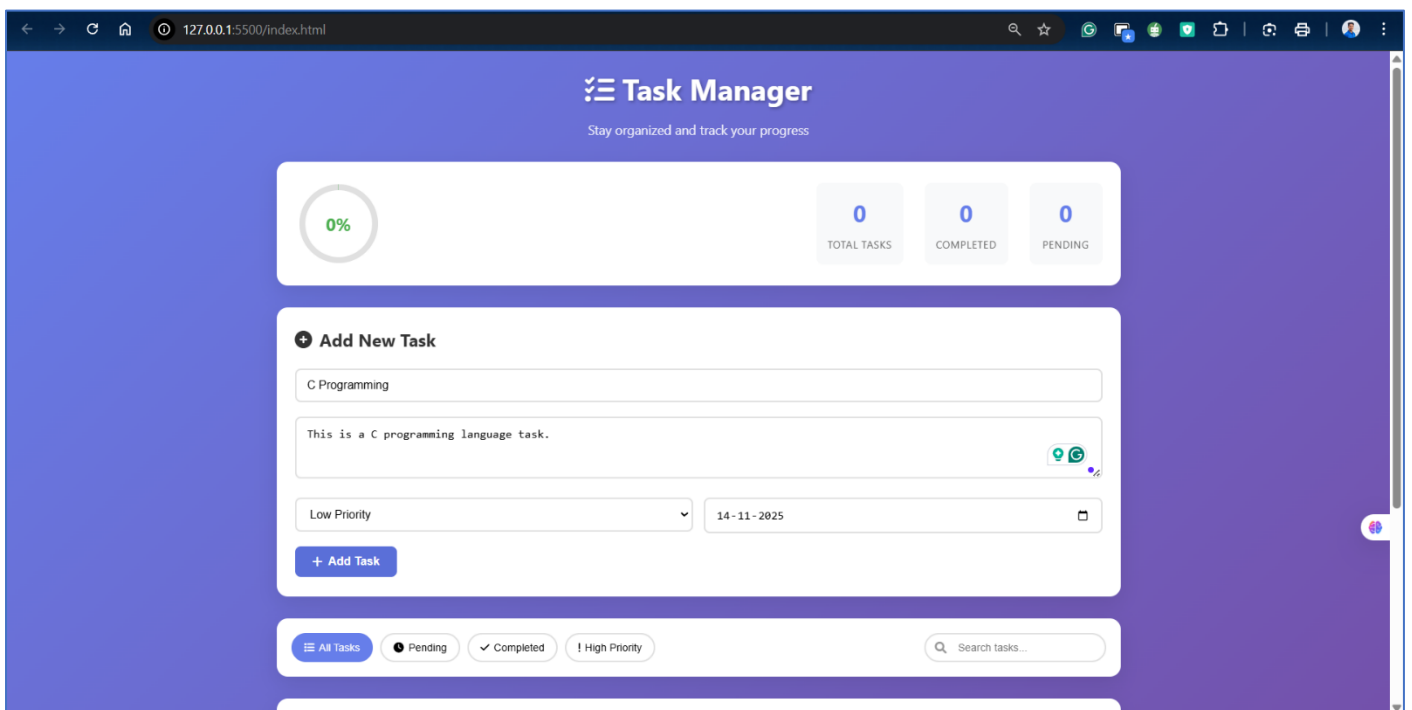 127.0.0.1:5500/index.html
Task Manager
Stay organized and track your progress
0%
0
TOTAL TASKS
0
COMPLETED
0
PENDING
Add New Task
C Programming
This is a C programming language task.
Low Priority
14-11-2025
+ Add Task
All Tasks
Pending
Completed
! High Priority
Search tasks...